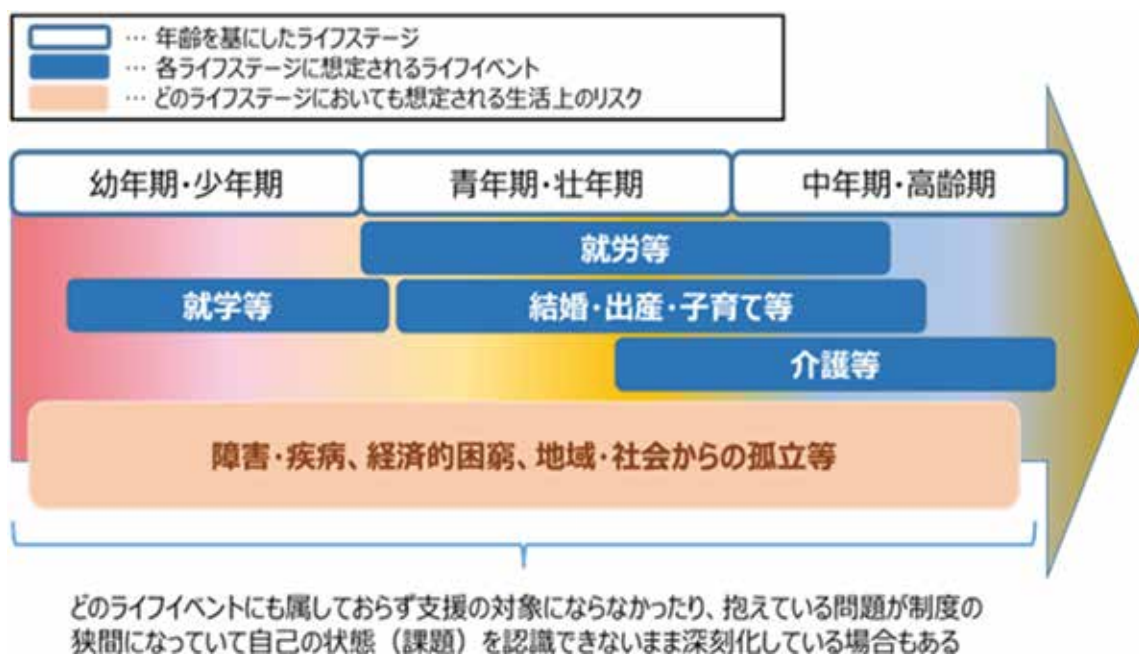 … 年齢を基にしたライフステージ
… 各ライフステージに想定されるライフイベント
… どのライフステージにおいても想定される生活上のリスク
幼年期・少年期
青年期・壮年期
中年期・高齢期
就労等
就学等
結婚・出産・子育て等
介護等
障害・疾病、経済的困窮、地域・社会からの孤立等
どのライフイベントにも属しておらず支援の対象にならなかったり、抱えている問題が制度の
狭間になっていて自己の状態（課題）を認識できないまま深刻化している場合もある